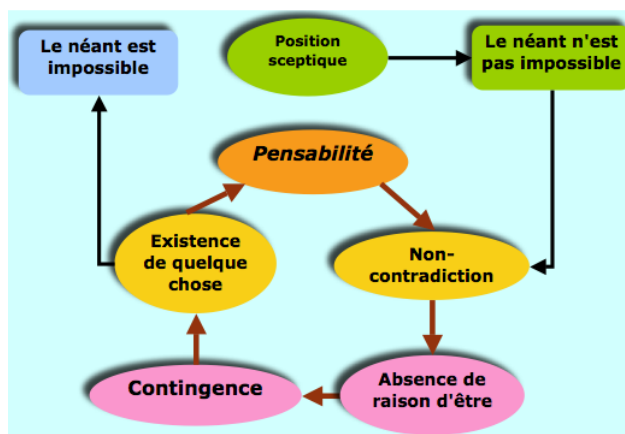 Le néant est
impossible
Position
sceptique
Le néant n'est
pas impossible
Pensabilité
Existence
de quelque
chose
Non-
contradiction
Contingence
Absence de
raison d'être